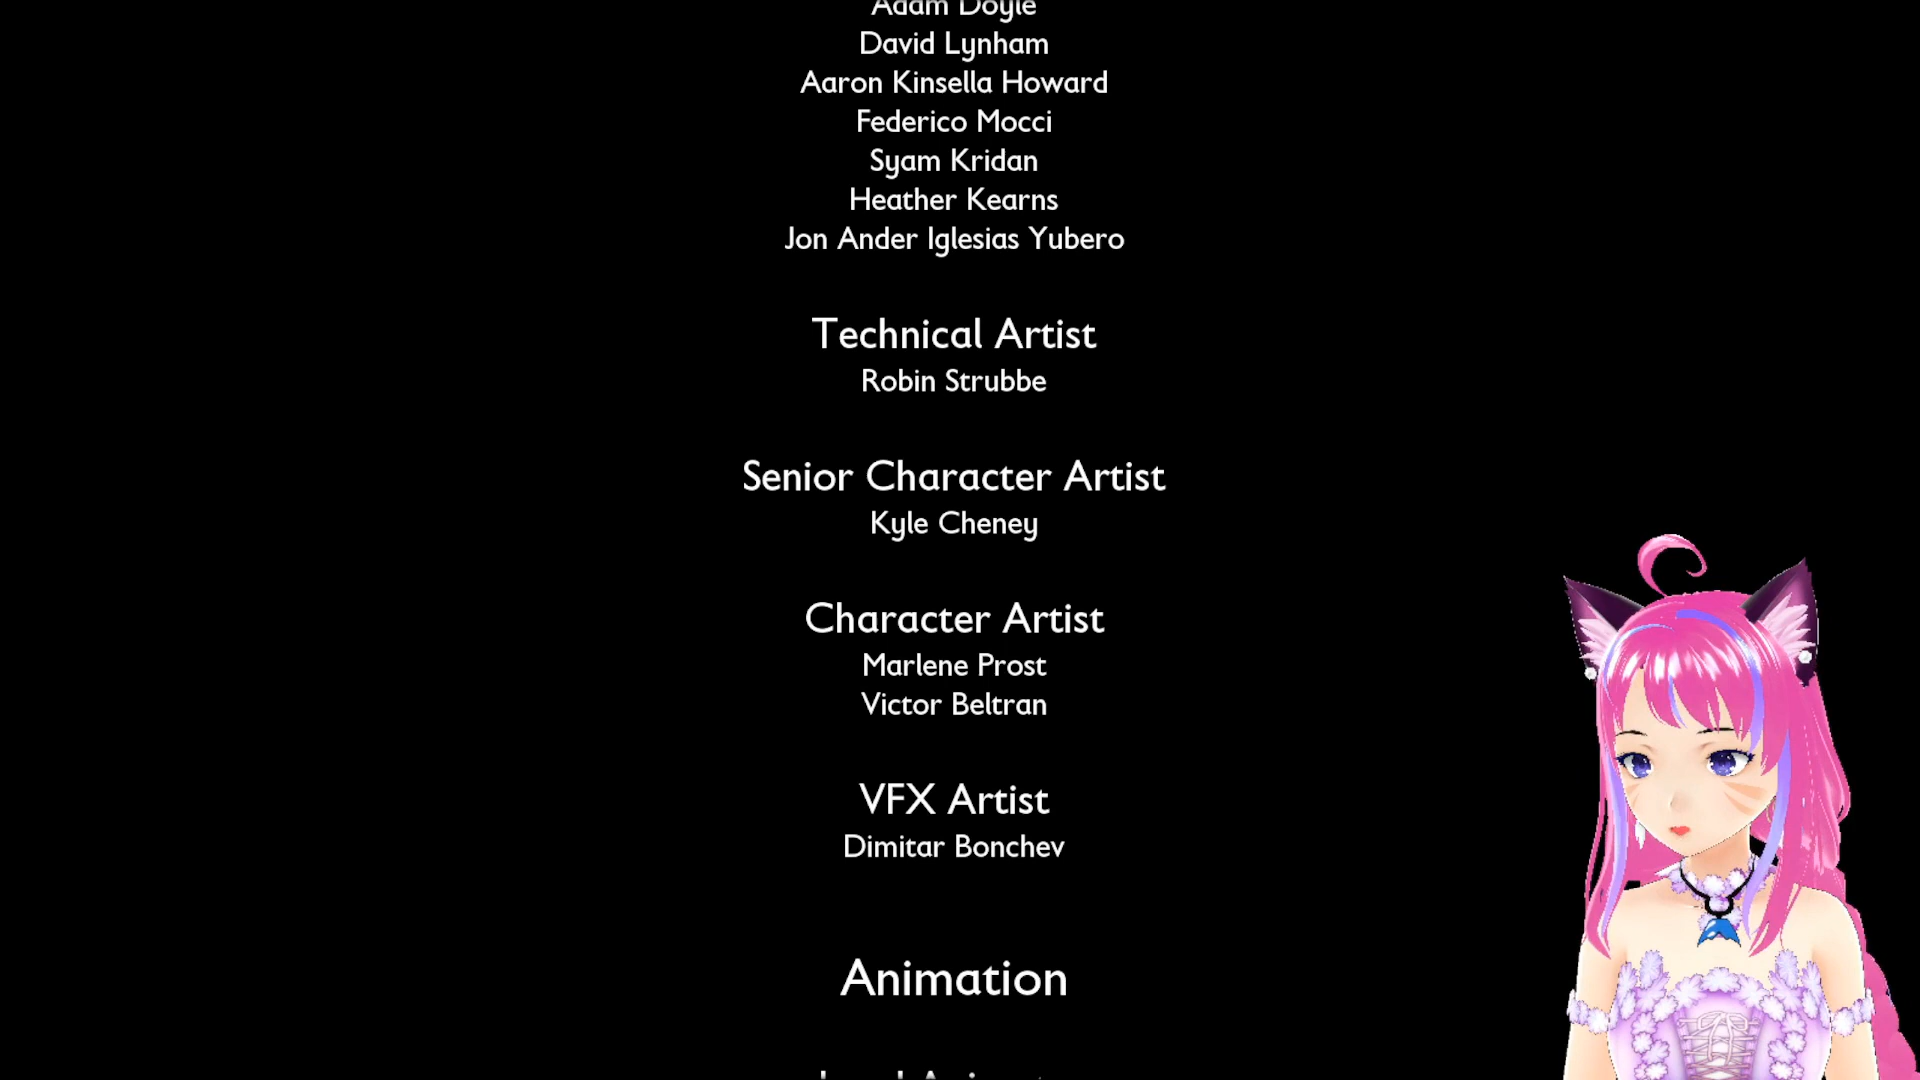 Adam Doyle
David Lynham
Aaron Kinsella Howard
Federico Mocci
Syam Kridan
Heather Kearns
Jon Ander Iglesias Yubero
Technical Artist
Robin Strubbe
Senior Character Artist
Kyle Cheney
Character Artist
Marlene Prost
Victor Beltran
VFX Artist
Dimitar Bonchev
Animation